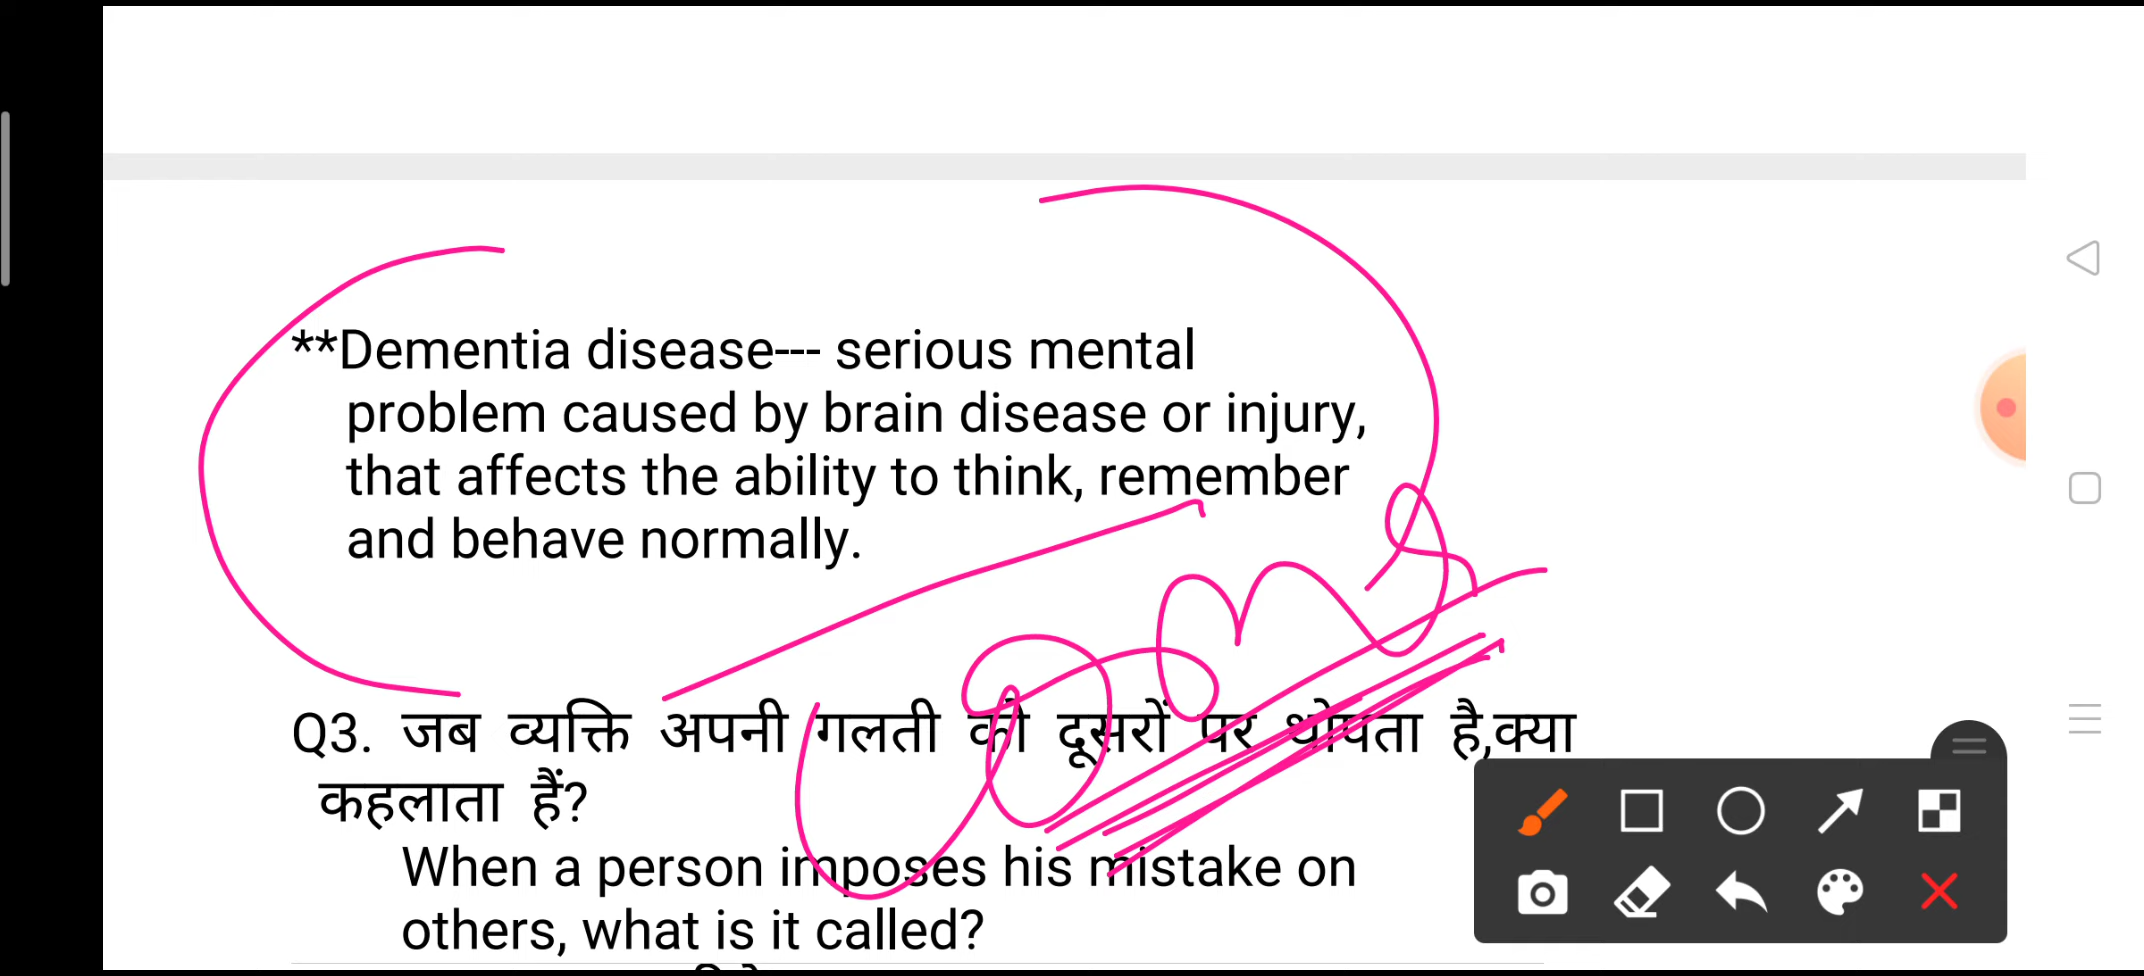 **Dementia disease--- serious mental
problem caused by brain disease or injury,
that affects the ability to think, remember
and behave normally.
Q3. जब व्यक्ति अपनी गलती को दूसरों पर थोपता है,क्या
कहलाता हैं?
When a person imposes his mistake on
others, what is it called?